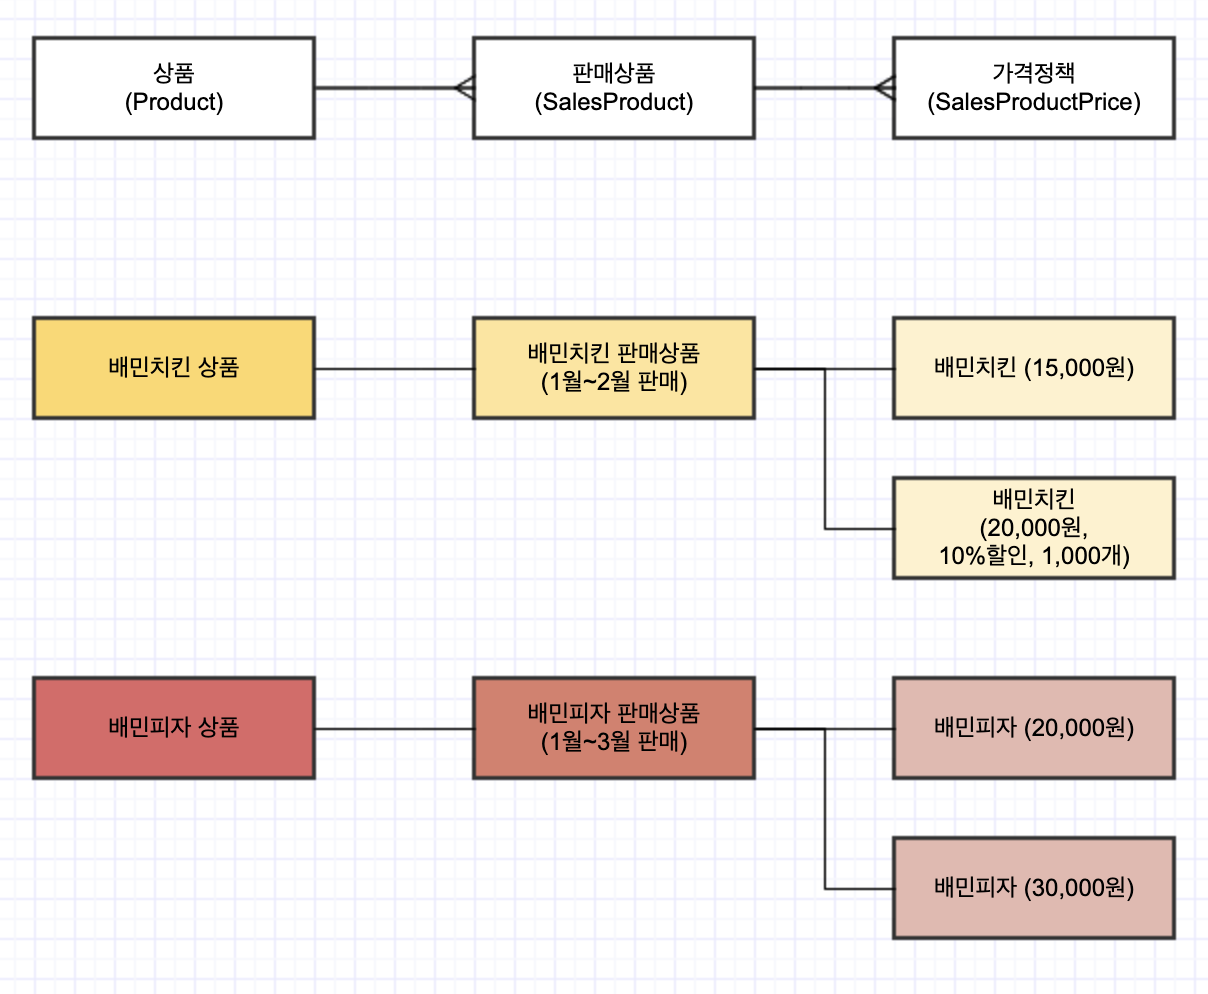 상품
(Product)
판매상품
(SalesProduct)
가격정책
(SalesProductPrice)
배민치킨 상품
배민치킨 판매상품
(1월~2월 판매)
배민치킨 (15,000원)
배민치킨
(20,000원,
10%할인, 1,000개)
배민피자 상품
배민피자 판매상품
(1월~3월 판매)
배민피자 (20,000원)
배민피자 (30,000원)